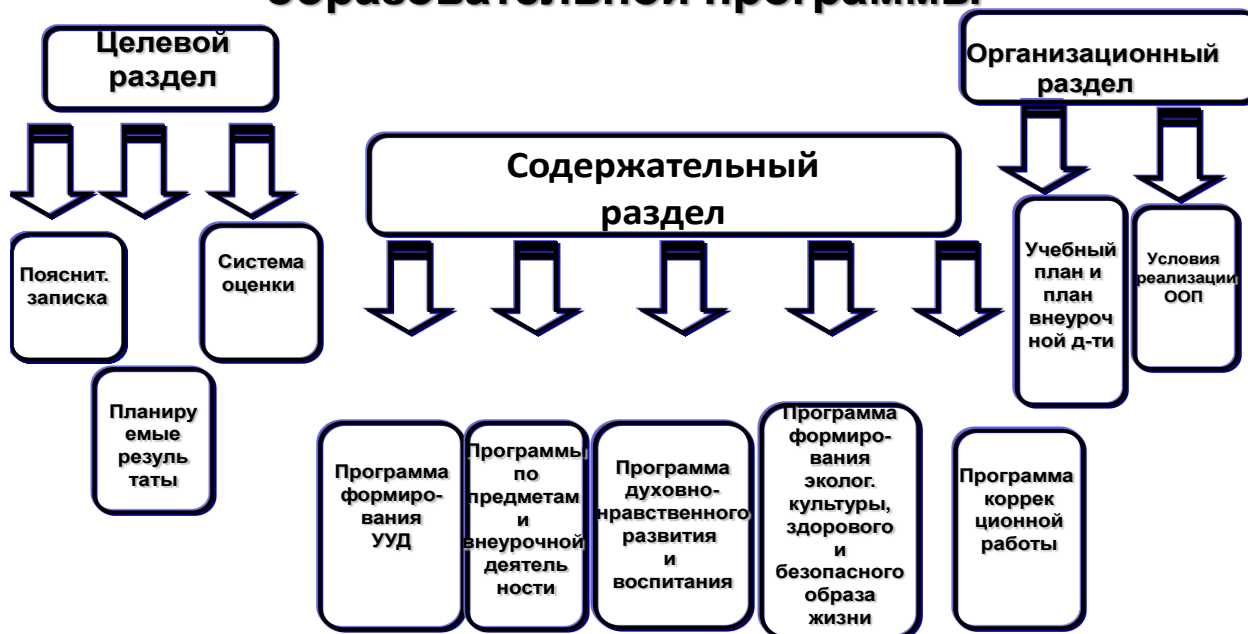 образовательной программы
Целевой
раздел
Организационный
раздел
Содержательный
раздел
Пояснит.
записка
Система
оценки
Учебный
план и
план
внеуроч
ной д-ти
Условия
реализации
ООП
Планиру
емые
резуль
таты
Программа
формиро-
вания
УУД
Программы
по
предметам
и
внеурочной
деятель
ности
Программа
духовно-
нравственного
развития
и
воспитания
Программа
формиро-
вания
эколог.
культуры,
здорового
и
безопасного
образа
жизни
Программа
коррек
ционной
работы